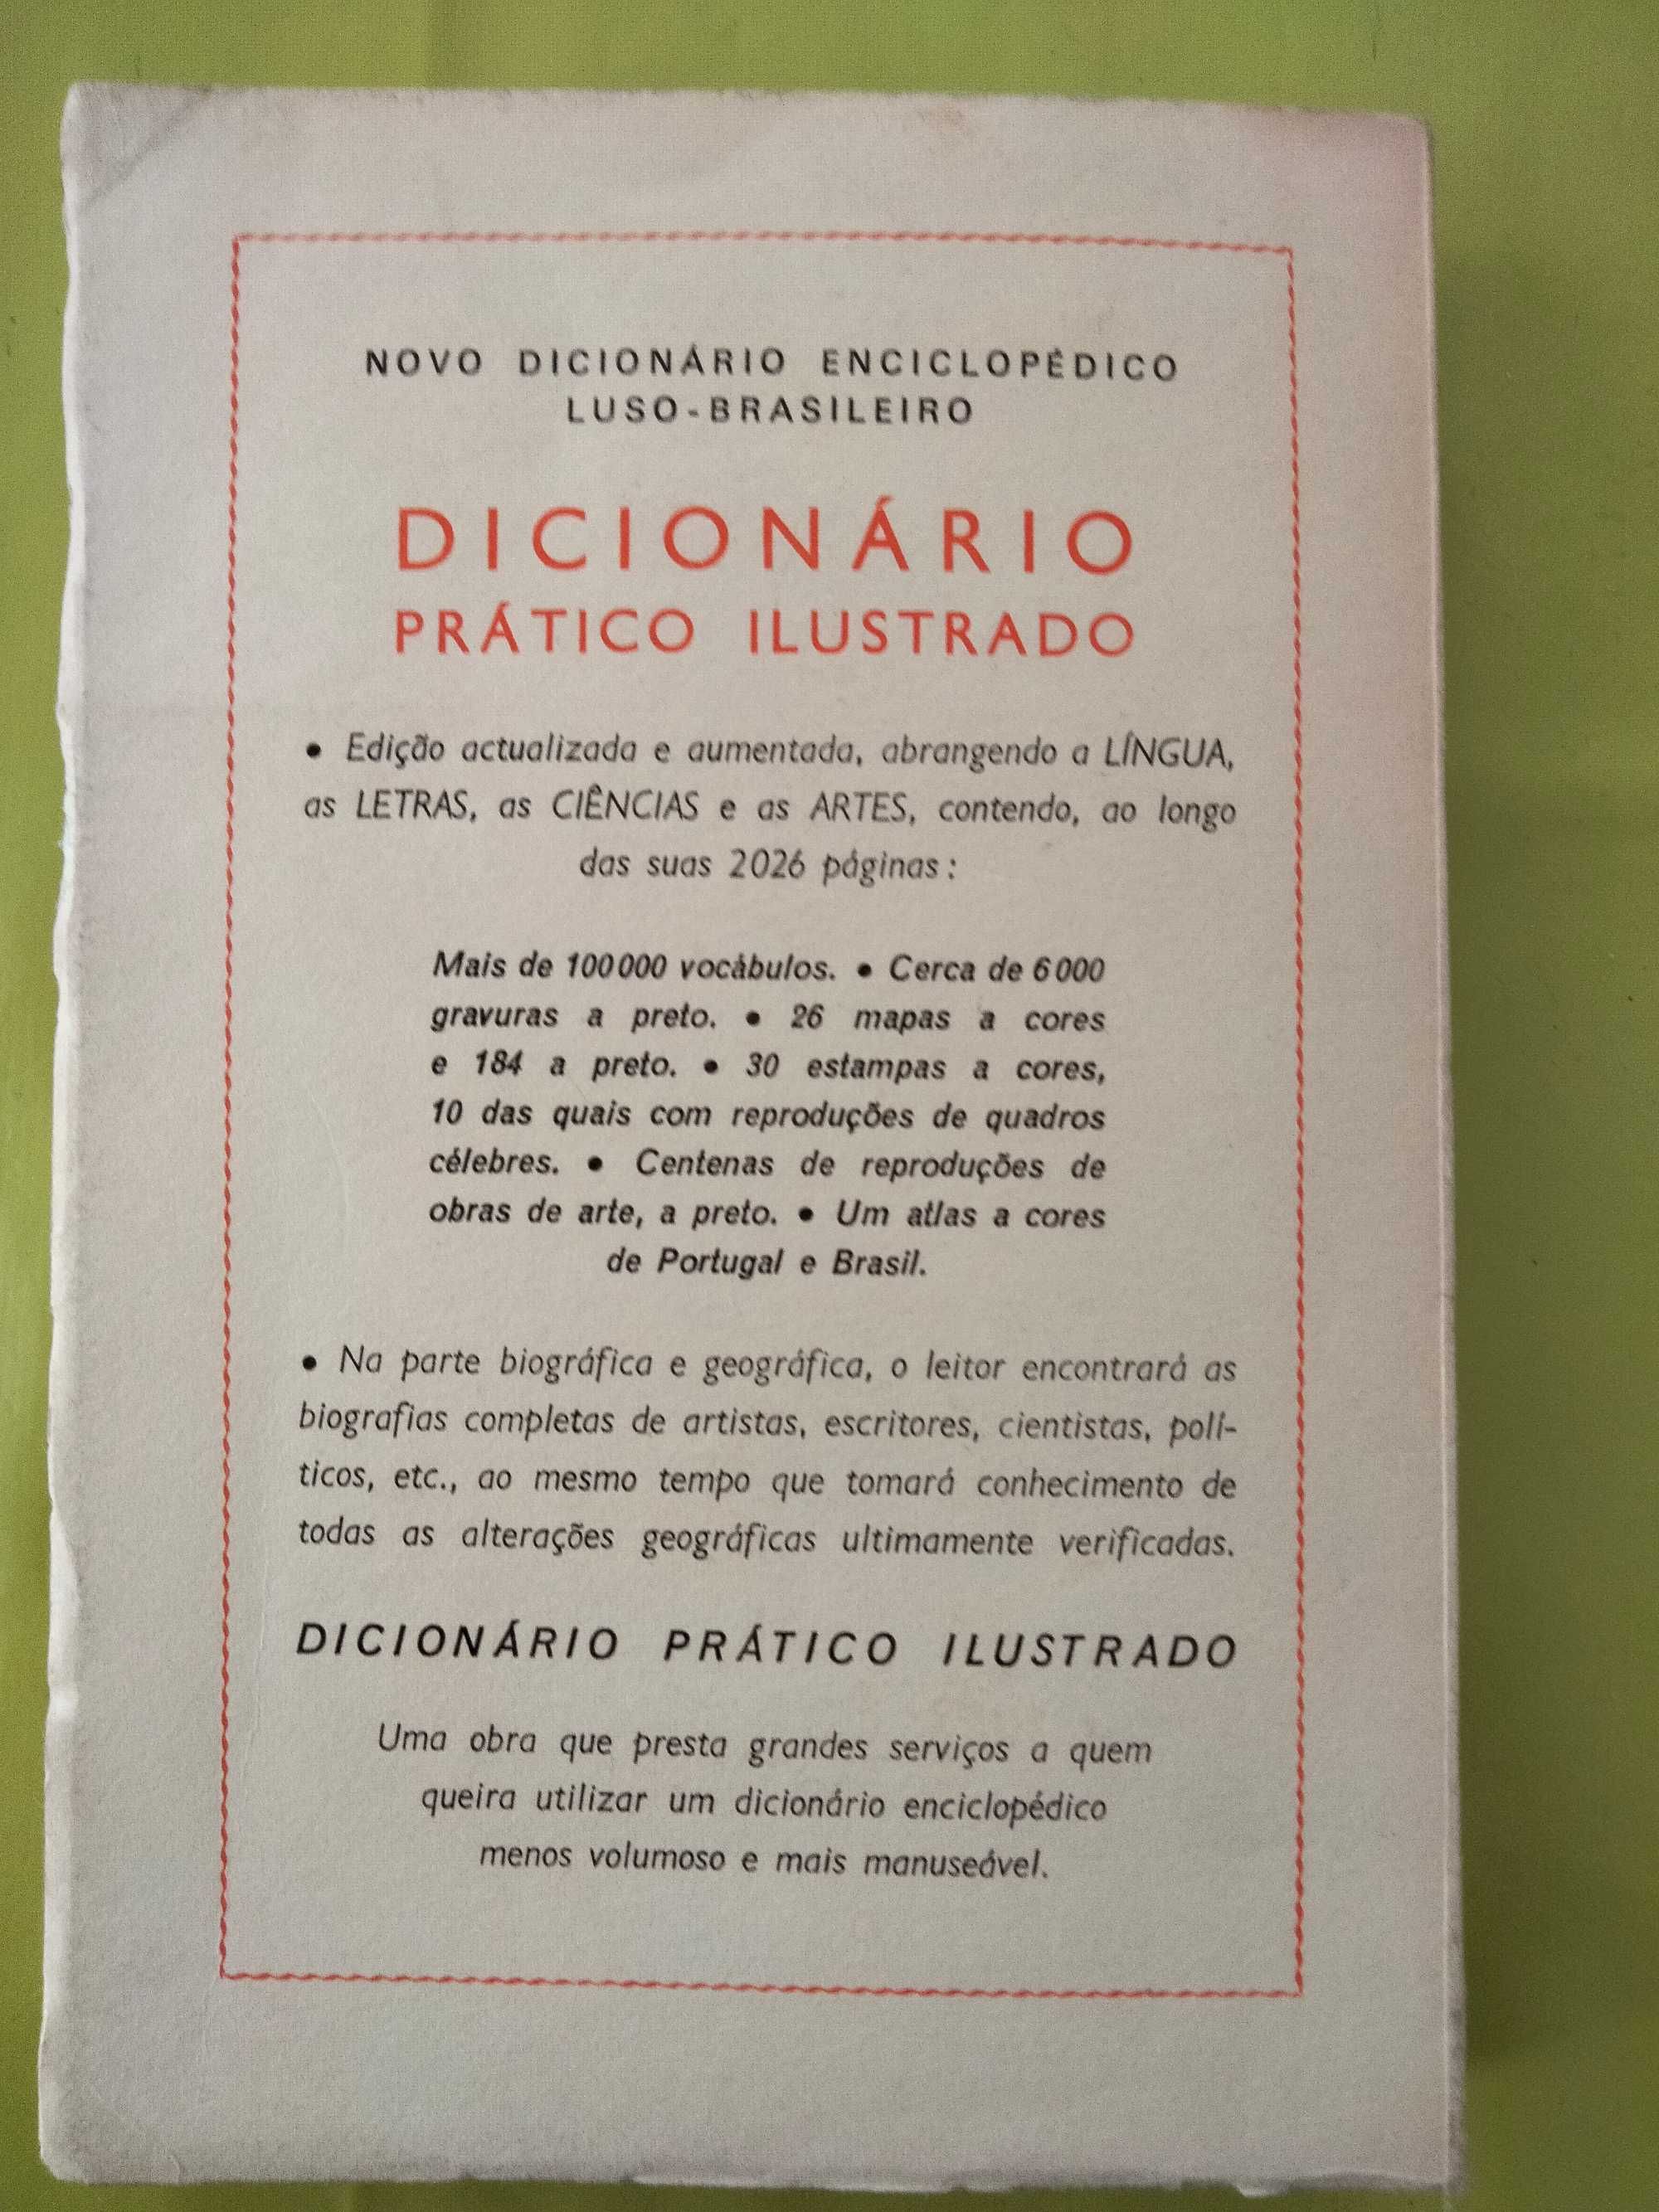 NOVO DICIONÁRIO ENCICLOPÉDICO
LUSO-BRASILEIRO
DICIONÁRIO
PRÁTICO ILUSTRADO
• Edição actualizada e aumentada, abrangendo a LÍNGUA,
as LETRAS, as CIÊNCIAS e as ARTES, contendo, ao longo
das suas 2026 páginas :
Mais de 100 000 vocábulos. • Cerca de 6 000
gravuras a preto. • 26 mapas a cores
e 184 a preto. • 30 estampas a cores,
10 das quais com reproduções de quadros
célebres. • Centenas de reproduções de
obras de arte, a preto. • Um atlas a cores
de Portugal e Brasil.
• Na parte biográfica e geográfica, o leitor encontrará as
biografias completas de artistas, escritores, cientistas, polí-
ticos, etc., ao mesmo tempo que tomará conhecimento de
todas as alterações geográficas ultimamente verificadas.
DICIONÁRIO PRÁTICO ILUSTRADO
Uma obra que presta grandes serviços a quem
queira utilizar um dicionário enciclopédico
menos volumoso e mais manuseável.